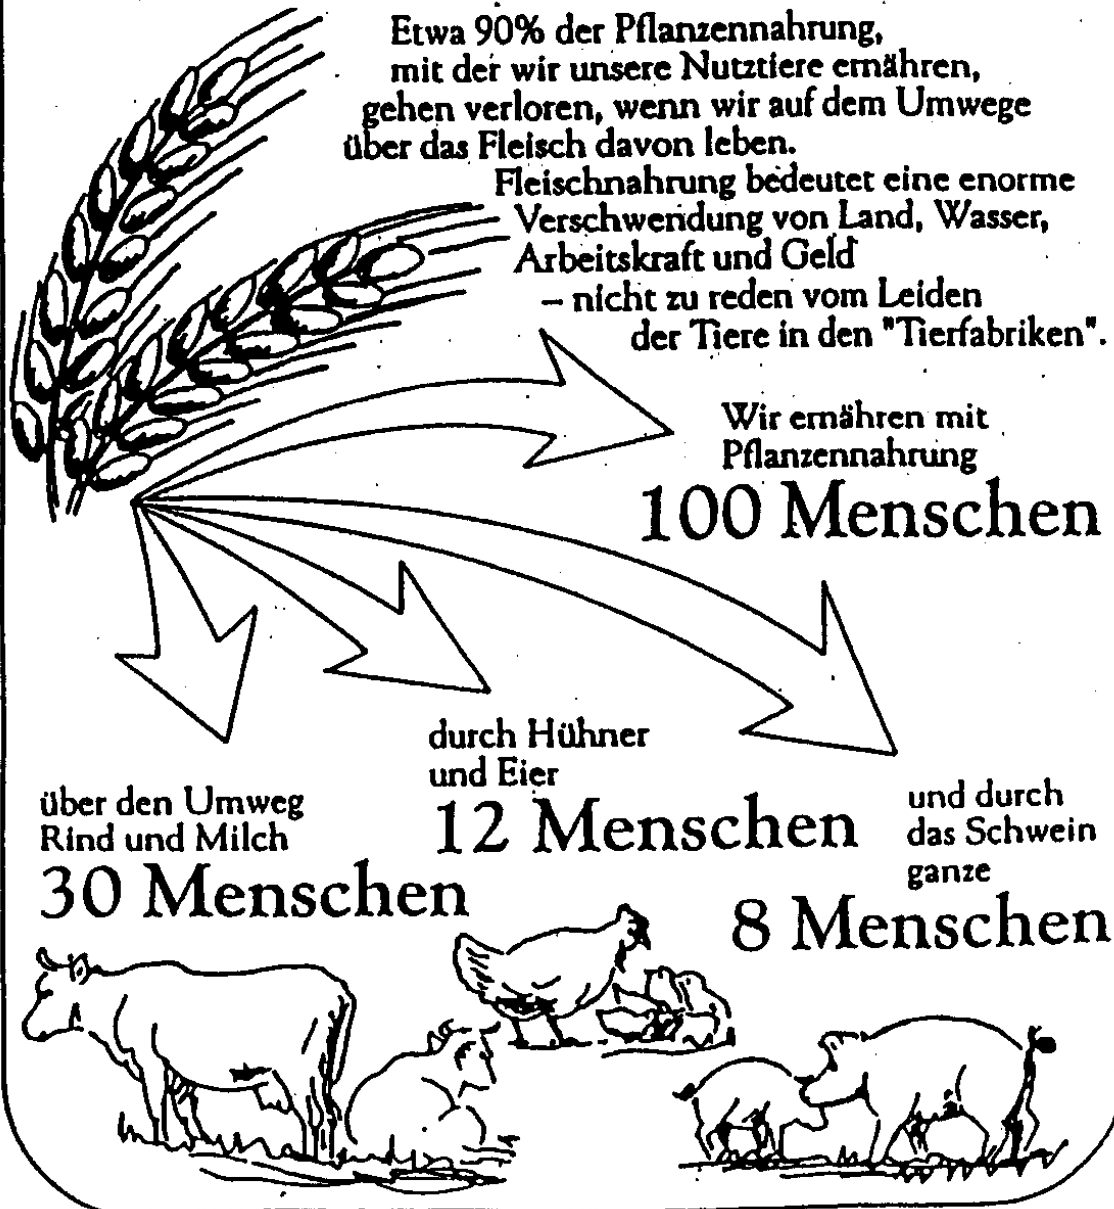 Etwa 90% der Pflanzennahrung,
mit der wir unsere Nutztiere ernähren,
gehen verloren, wenn wir auf dem Umwege
über das Fleisch davon leben.
Fleischnahrung bedeutet eine enorme
Verschwendung von Land, Wasser,
Arbeitskraft und Geld
– nicht zu reden vom Leiden
der Tiere in den "Tierfabriken".
Wir ernähren mit
Pflanzennahrung
100 Menschen
durch Hühner
und Eier
12 Menschen
über den Umweg
Rind und Milch
30 Menschen
und durch
das Schwein
ganze
8 Menschen